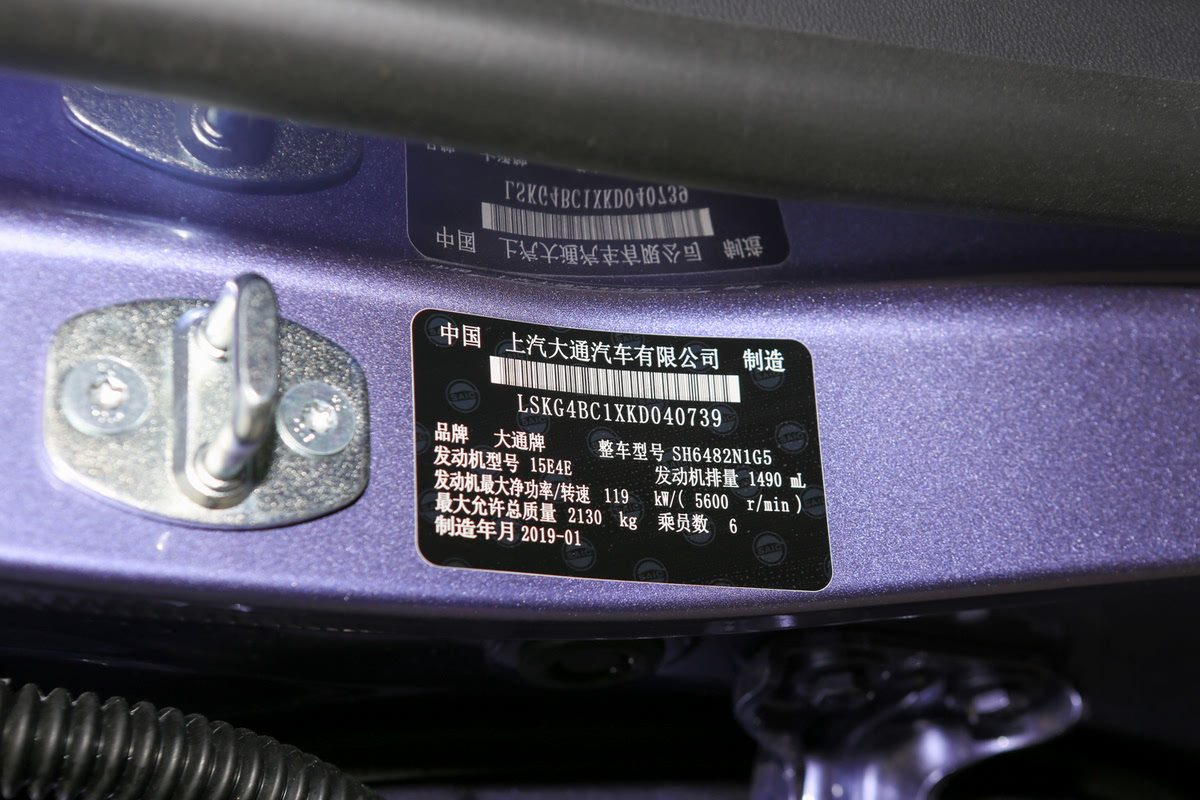 中国 上汽大通汽车有限公司 制造
LSKG4BC1XKD040739
品牌 大通牌 整车型号 SH6482N1G5
发动机型号 15E4E 发动机排量 1490 mL
发动机最大净功率/转速 119 kW/( 5600 r/min )
最大允许总质量 2130 kg 乘员数 6
制造年月 2019-01